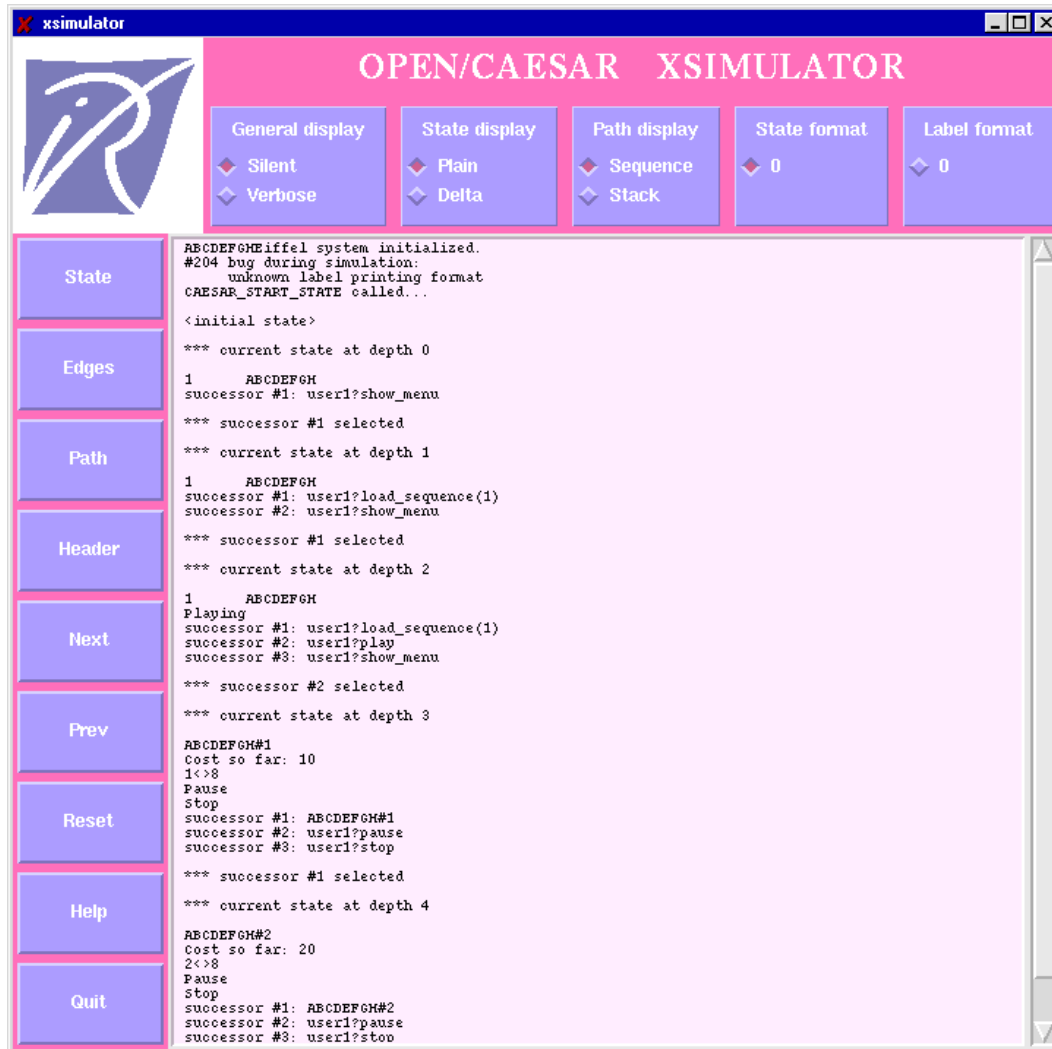 xsimulator
OPEN/CAESAR XSIMULATOR
General display
Silent
Verbose
State display
Plain
Delta
Path display
Sequence
Stack
State format
0
Label format
0
State
Edges
Path
Header
Next
Prev
Reset
Help
Quit
ABCDEFGHEiffel system initialized.
#204 bug during simulation:
unknown label printing format
CAESAR_START_STATE called...
<initial state>
*** current state at depth 0
1 ABCDEFGH
successor #1: user1?show_menu
*** successor #1 selected
*** current state at depth 1
1 ABCDEFGH
successor #1: user1?load_sequence(1)
successor #2: user1?show_menu
*** successor #1 selected
*** current state at depth 2
1 ABCDEFGH
Playing
successor #1: user1?load_sequence(1)
successor #2: user1?play
successor #3: user1?show_menu
*** successor #2 selected
*** current state at depth 3
ABCDEFGH#1
Cost so far: 10
1<>8
Pause
Stop
successor #1: ABCDEFGH#1
successor #2: user1?pause
successor #3: user1?stop
*** successor #1 selected
*** current state at depth 4
ABCDEFGH#2
Cost so far: 20
2<>8
Pause
Stop
successor #1: ABCDEFGH#2
successor #2: user1?pause
successor #3: user1?stop